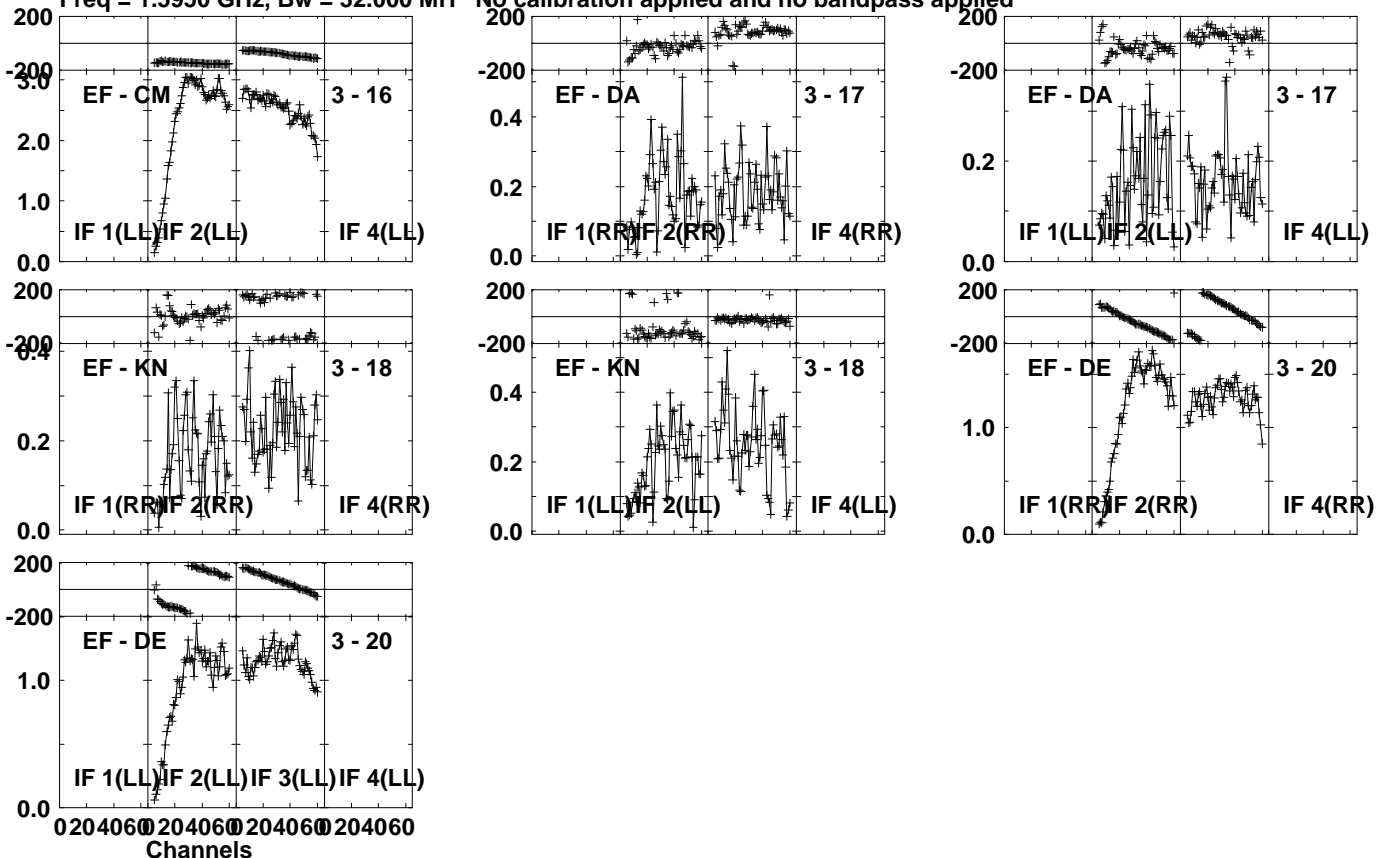 Freq = 1.5950 GHz, Bw = 32.000 MH No calibration applied and no bandpass applied
200
-200
3.0
2.0
1.0
0.0
EF - CM 3 - 16
IF 1(LL) IF 2(LL) IF 4(LL)
200
-200
0.4
0.2
0.0
EF - DA 3 - 17
IF 1(RR) IF 2(RR) IF 4(RR)
200
-200
0.2
0.0
EF - DA 3 - 17
IF 1(LL) IF 2(LL) IF 4(LL)
200
-200
0.4
0.2
0.0
EF - KN 3 - 18
IF 1(RR) IF 2(RR) IF 4(RR)
200
-200
0.4
0.2
0.0
EF - KN 3 - 18
IF 1(LL) IF 2(LL) IF 4(LL)
200
-200
1.0
0.0
EF - DE 3 - 20
IF 1(RR) IF 2(RR) IF 4(RR)
200
-200
1.0
0.0
EF - DE 3 - 20
IF 1(LL) IF 2(LL) IF 3(LL) IF 4(LL)
0 20 40 60 0 20 40 60 0 20 40 60 0 20 40 60
Channels